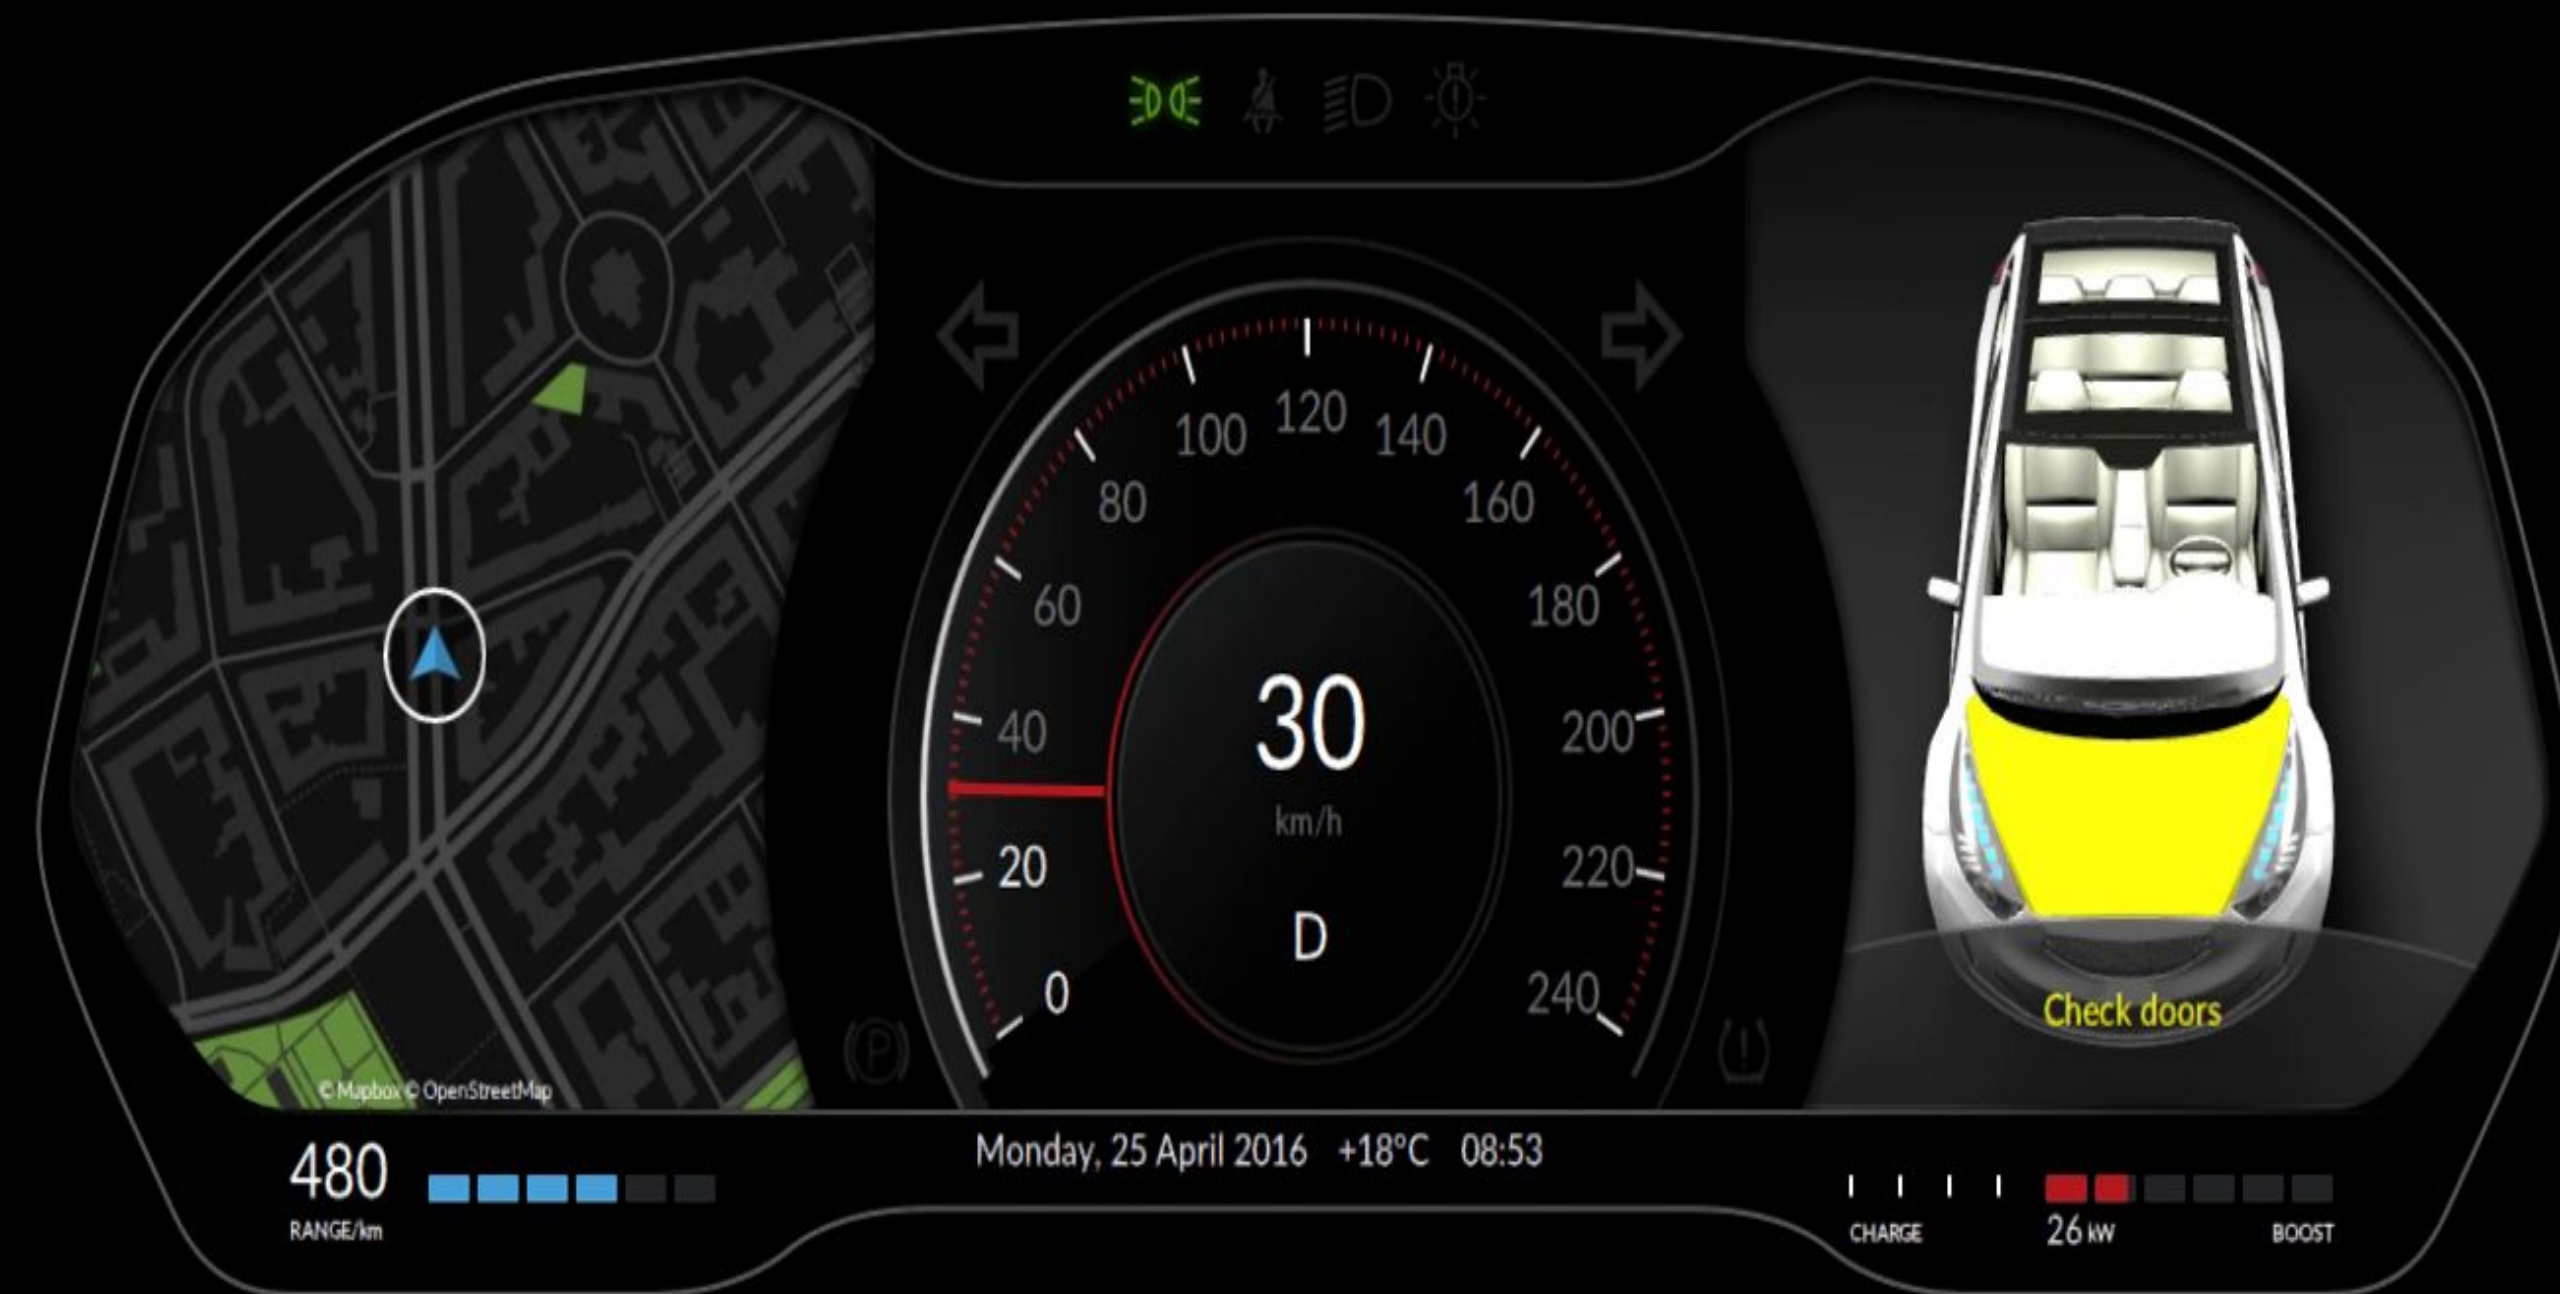 100 120 140
80 160
60 180
40 200
20 220
0 240
30
km/h
D
P
Check doors
© Mapbox © OpenStreetMap
480
RANGE/km
Monday, 25 April 2016 +18°C 08:53
CHARGE 26 kW BOOST